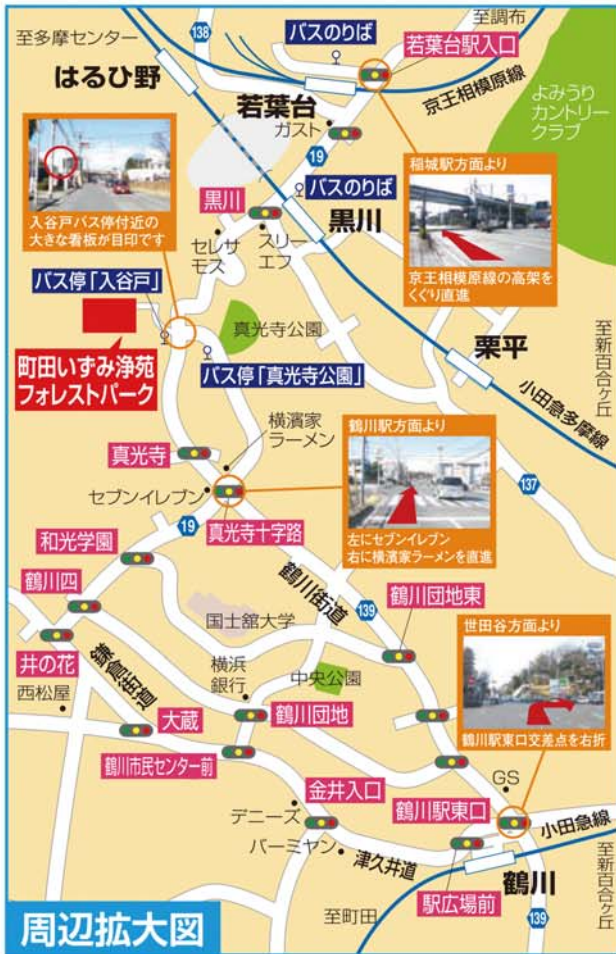 至調布
至多摩センター
138
バスのりば
若葉台駅入口
はるひ野
京王相模原線
よみうり
カントリー
クラブ
若葉台
ガスト
19
稲城駅方面より
京王相模原線の高架を
くぐり直進
入谷戸バス停付近の
大きな看板が目印です
バスのりば
黒川
黒川
セレサ
モス
スリー
エフ
バス停「入谷戸」
真光寺公園
町田いずみ浄苑
フォレストパーク
バス停「真光寺公園」
栗平
至新百合ヶ丘
小田急多摩線
横濱家
ラーメン
真光寺
セブンイレブン
鶴川駅方面より
左にセブンイレブン
右に横濱家ラーメンを直進
137
19
真光寺十字路
和光学園
鶴川街道
139
鶴川四
国士舘大学
鶴川団地東
井の花
鎌倉街道
西松屋
横浜
銀行
中央公園
世田谷方面より
鶴川駅東口交差点を右折
大蔵
鶴川団地
鶴川市民センター前
金井入口
GS
デニーズ
鶴川駅東口
小田急線
バーミヤン
津久井道
至新百合ヶ丘
鶴川
至町田
駅広場前
139
周辺拡大図